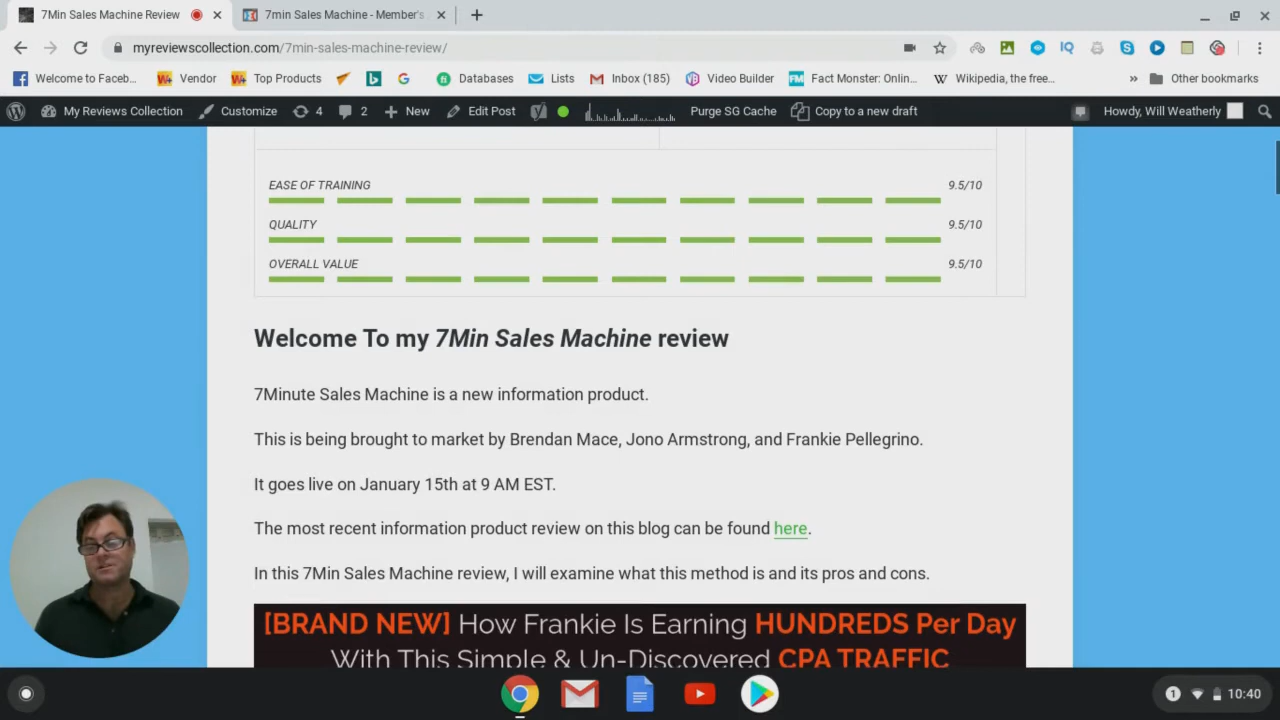 7Min Sales Machine Review
7min Sales Machine - Member's
myreviewscollection.com/7min-sales-machine-review/
Welcome to Faceb... Vendor Top Products Databases Lists Inbox (185) Video Builder Fact Monster: Onlin... Wikipedia, the free... » Other bookmarks
My Reviews Collection Customize 4 2 New Edit Post Purge SG Cache Copy to a new draft Howdy, Will Weatherly
EASE OF TRAINING 9.5/10
QUALITY 9.5/10
OVERALL VALUE 9.5/10
Welcome To my 7Min Sales Machine review
7Minute Sales Machine is a new information product.
This is being brought to market by Brendan Mace, Jono Armstrong, and Frankie Pellegrino.
It goes live on January 15th at 9 AM EST.
The most recent information product review on this blog can be found here.
In this 7Min Sales Machine review, I will examine what this method is and its pros and cons.
[BRAND NEW] How Frankie Is Earning HUNDREDS Per Day
With This Simple & Un-Discovered CPA TRAFFIC
1 10:40